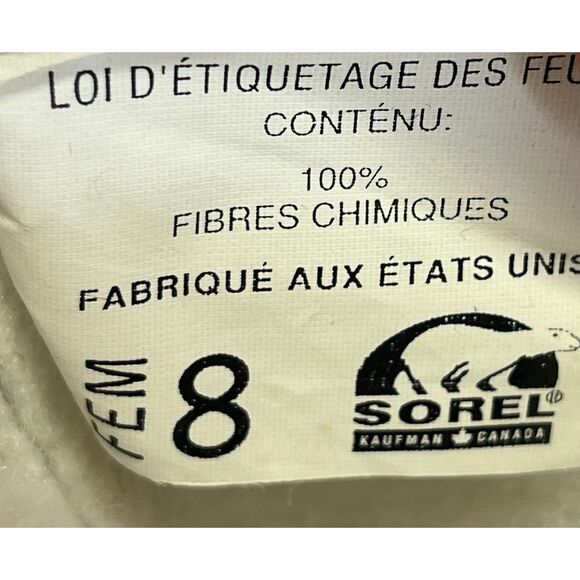 LOI D'ÉTIQUETAGE DES FEU
CONTÉNU:
100%
FIBRES CHIMIQUES
FABRIQUÉ AUX ÉTATS UNIS
FEM 8
SOREL
KAUFMAN CANADA